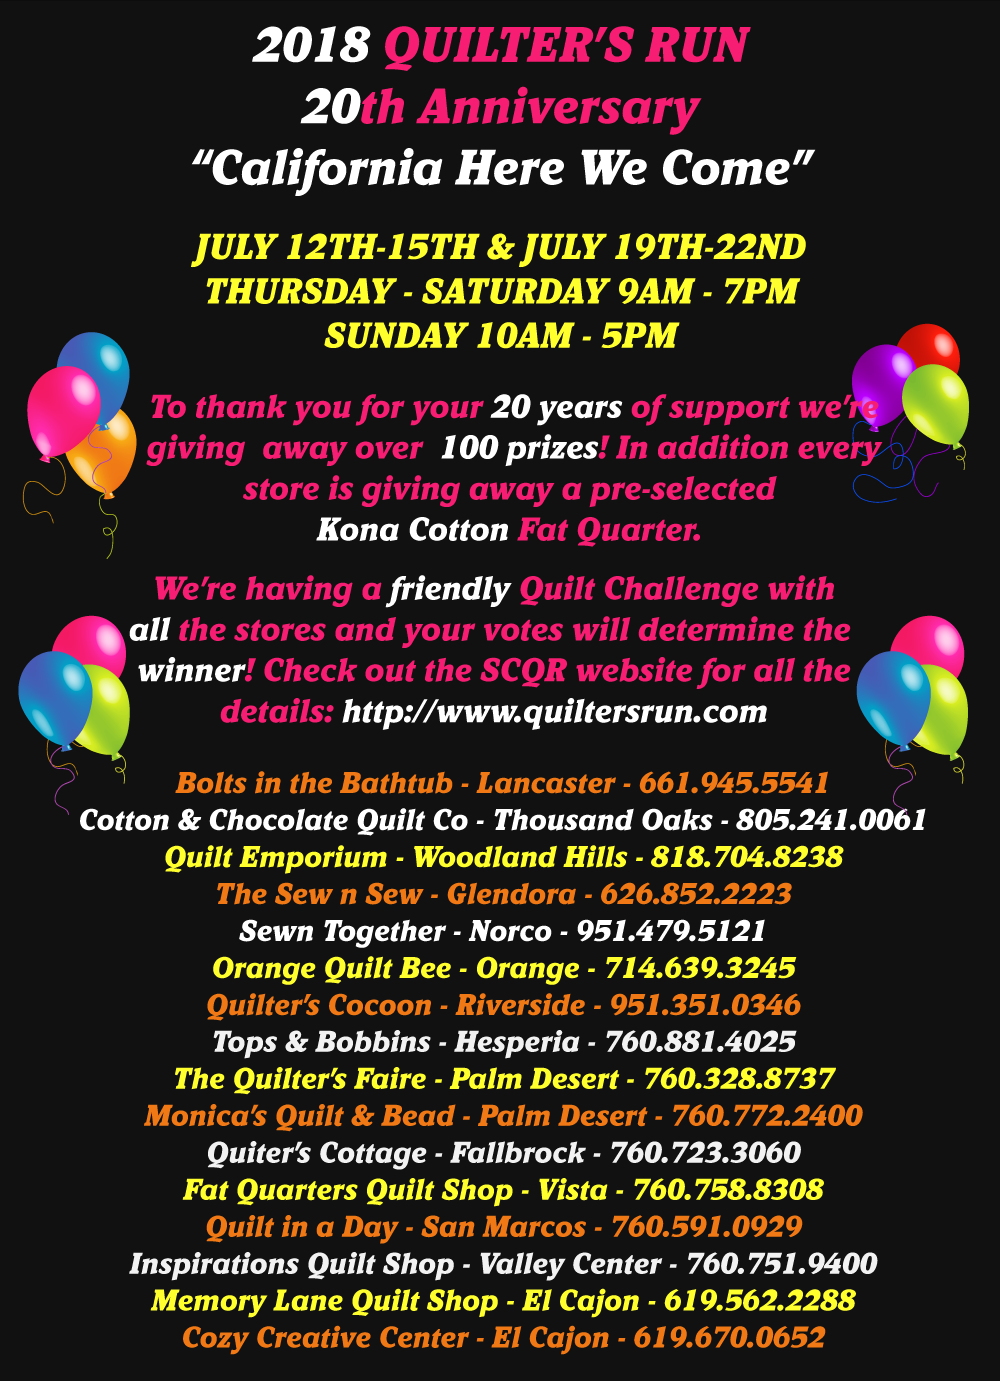 2018 QUILTER'S RUN
20th Anniversary
“California Here We Come”
JULY 12TH-15TH & JULY 19TH-22ND
THURSDAY - SATURDAY 9AM - 7PM
SUNDAY 10AM - 5PM
To thank you for your 20 years of support we're
giving away over 100 prizes! In addition every
store is giving away a pre-selected
Kona Cotton Fat Quarter.
We're having a friendly Quilt Challenge with
all the stores and your votes will determine the
winner! Check out the SCQR website for all the
details: http://www.quiltersrun.com
Bolts in the Bathtub - Lancaster - 661.945.5541
Cotton & Chocolate Quilt Co - Thousand Oaks - 805.241.0061
Quilt Emporium - Woodland Hills - 818.704.8238
The Sew n Sew - Glendora - 626.852.2223
Sewn Together - Norco - 951.479.5121
Orange Quilt Bee - Orange - 714.639.3245
Quilter's Cocoon - Riverside - 951.351.0346
Tops & Bobbins - Hesperia - 760.881.4025
The Quilter's Faire - Palm Desert - 760.328.8737
Monica's Quilt & Bead - Palm Desert - 760.772.2400
Quiter's Cottage - Fallbrock - 760.723.3060
Fat Quarters Quilt Shop - Vista - 760.758.8308
Quilt in a Day - San Marcos - 760.591.0929
Inspirations Quilt Shop - Valley Center - 760.751.9400
Memory Lane Quilt Shop - El Cajon - 619.562.2288
Cozy Creative Center - El Cajon - 619.670.0652